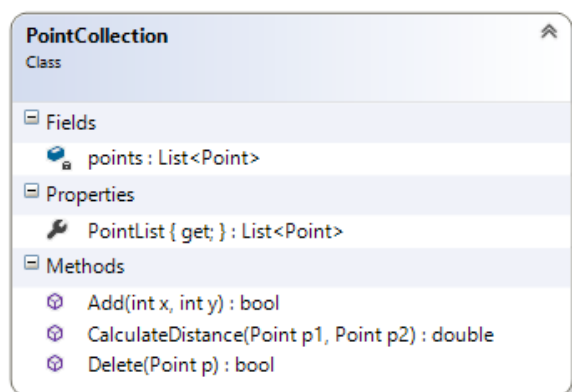 PointCollection
Class
Fields
points : List<Point>
Properties
PointList { get; } : List<Point>
Methods
Add(int x, int y) : bool
CalculateDistance(Point p1, Point p2) : double
Delete(Point p) : bool